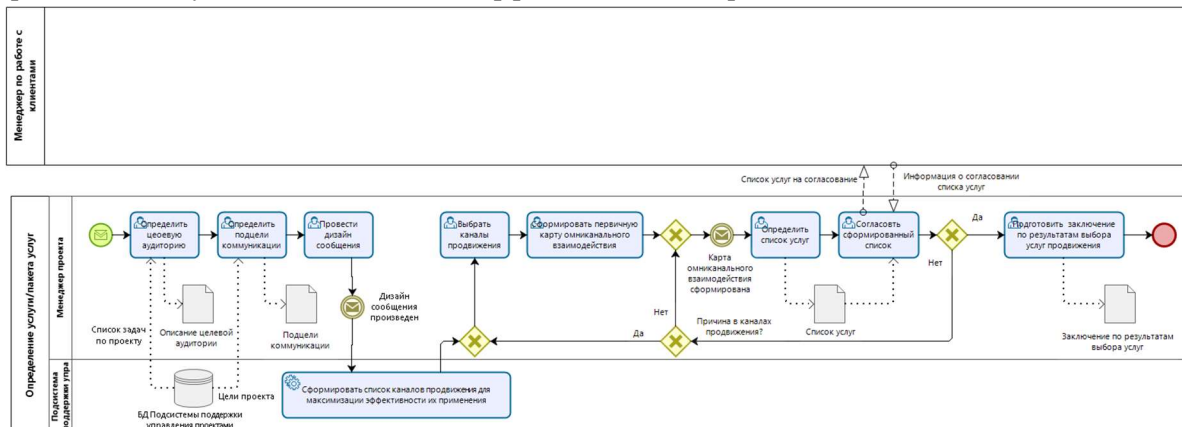 Менеджер по работе с
клиентами
Список услуг на согласование
Информация о согласовании
списка услуг
Определение услуги/пакета услуг
Менеджер проекта
Определить
цеоевую
аудиторию
Определить
подцели
коммуникации
Провести
дизайн
сообщения
Выбрать
каналы
продвижения
Сформировать первичную
карту омниканального
взаимодействия
Карта
омниканального
взаимодействия
сформирована
Определить
список услуг
Согласовть
сформированный
список
Да
Нет
Подготовить заключение
по результатам выбора
услуг продвижения
Дизайн
сообщения
произведен
Список задач
по проекту
Описание целевой
аудитории
Подцели
коммуникации
Нет
Да
Причина в каналах
продвижения?
Список услуг
Заключение по результатам
выбора услуг
Подсистема
поддержки упра
Цели проекта
БД Подсистемы поддержки
управления проектами
Сформировать список каналов продвижения для
максимизации эффективности их применения